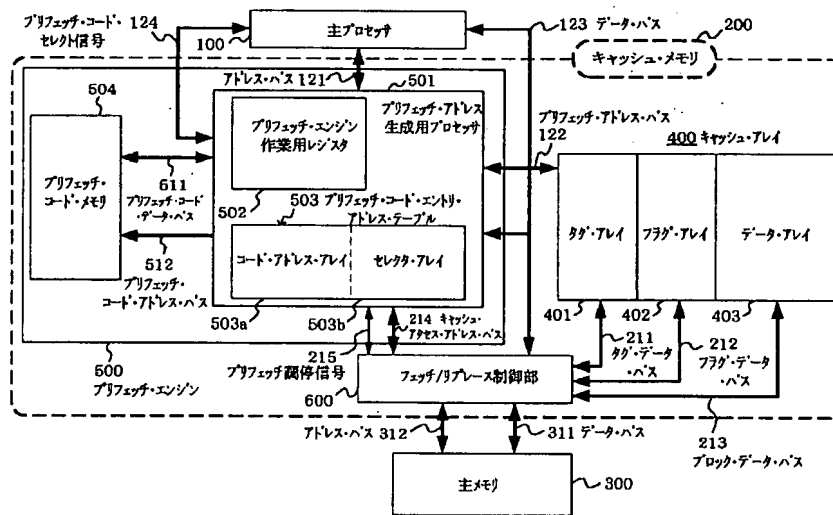 プリフェッチ・コード・
セレクト信号
124
主プロセッサ
100
123 データ・バス
200
キャッシュ・メモリ
アドレス・バス
121
501
504
プリフェッチ・
コード・メモリ
プリフェッチ・エンジン
作業用レジスタ
プリフェッチ・アドレス
生成用プロセッサ
502
511
プリフェッチ・コード・
データ・バス
512
プリフェッチ・
コード・アドレス・バス
503 プリフェッチ・コード・エントリ・
アドレス・テーブル
コード・アドレス・アレイ
セレクタ・アレイ
503a
503b
プリフェッチ・アドレス・バス
122
400 キャッシュ・アレイ
タグ・アレイ
フラグ・アレイ
データ・アレイ
401
402
403
214 キャッシュ・
アクセス・アドレス・バス
215
プリフェッチ調停信号
211
タグ・データ・
バス
212
フラグ・データ・
バス
500
プリフェッチ・エンジン
フェッチ/リプレース制御部
600
213
ブロック・データ・バス
アドレス・バス 312
311 データ・バス
主メモリ
300